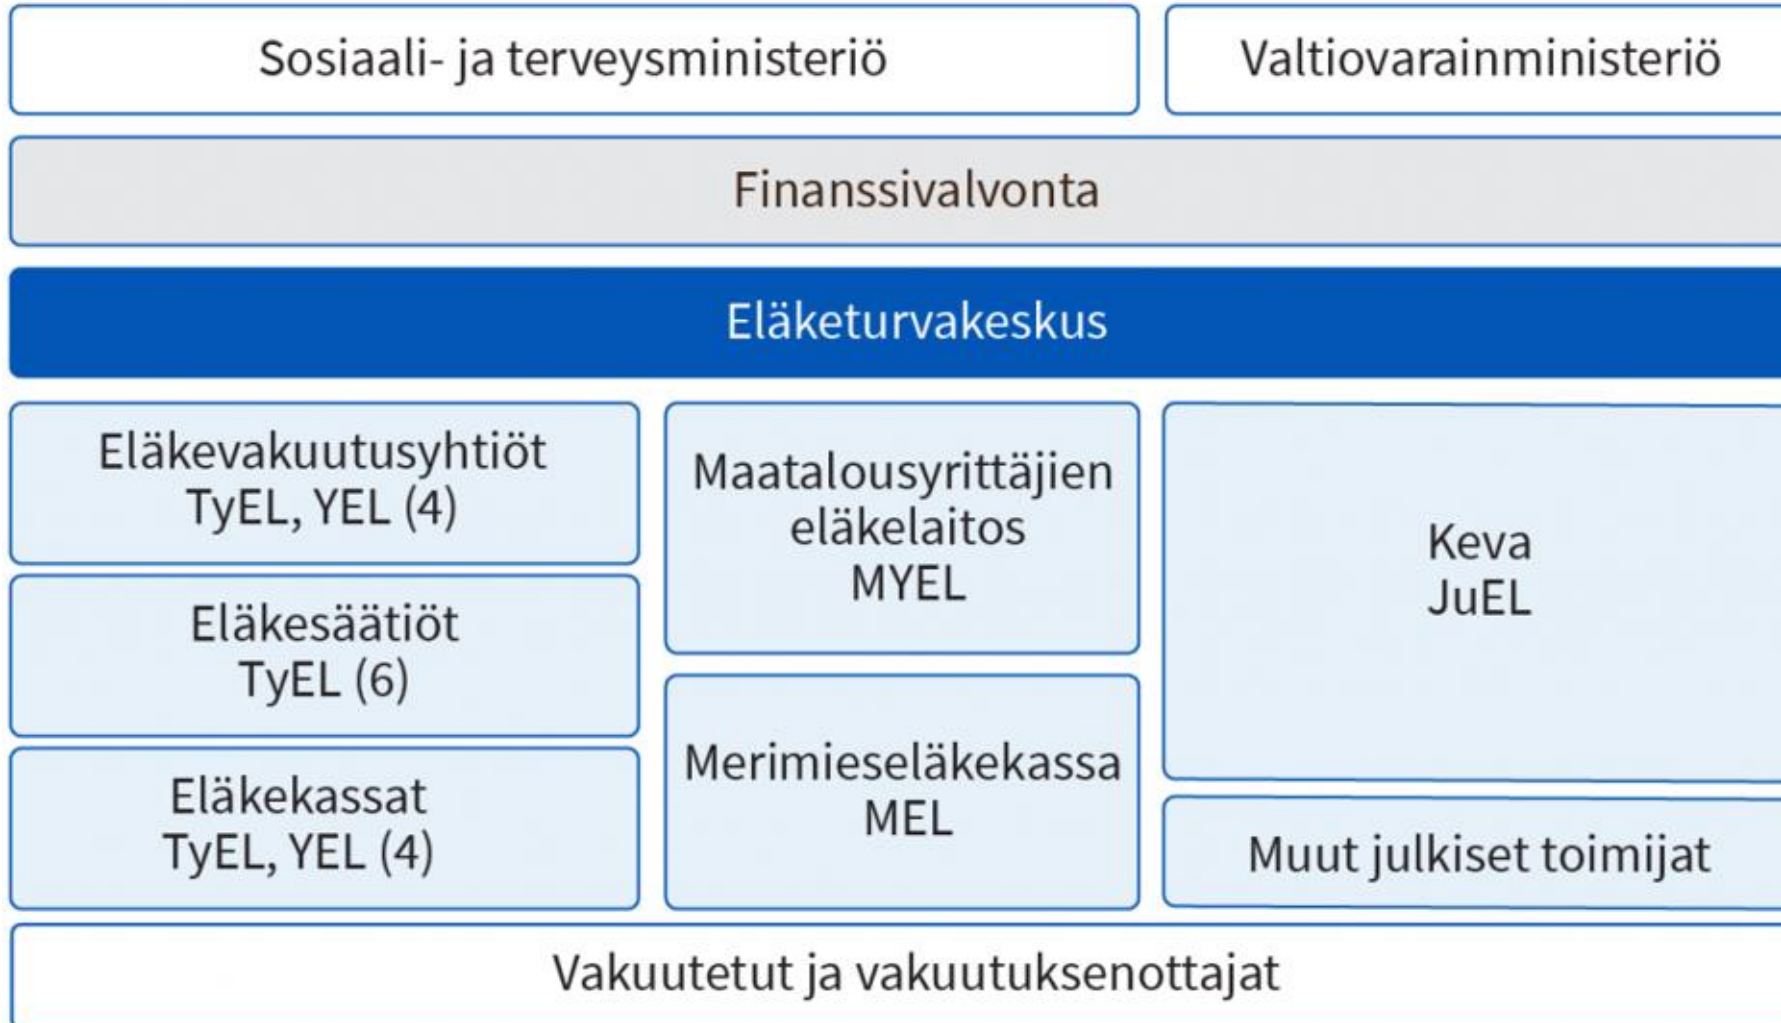 Sosiaali- ja terveysministeriö
Valtiovarainministeriö
Finanssivalvonta
Eläketurvakeskus
Eläkevakuutusyhtiöt
TyEL, YEL (4)
Eläkesäätiöt
TyEL (6)
Eläkekassat
TyEL, YEL (4)
Maatalousyrittäjien
eläkelaitos
MYEL
Merimieseläkekassa
MEL
Keva
JuEL
Muut julkiset toimijat
Vakuutetut ja vakuutuksenottajat